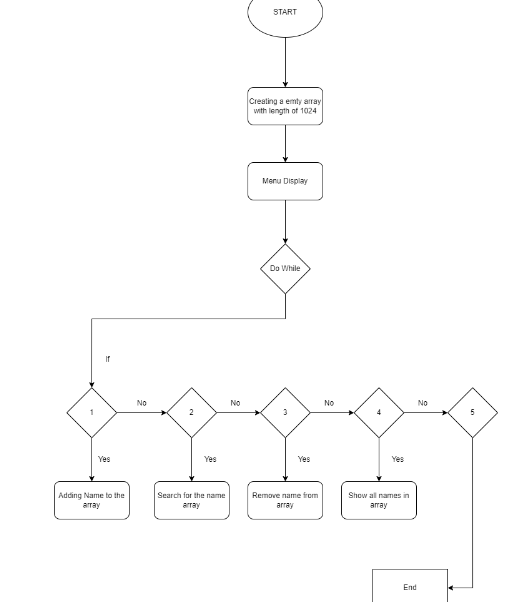 START
Creating a emty array
with length of 1024
Menu Display
Do While
If
1
No
2
No
3
No
4
No
5
Yes
Yes
Yes
Yes
Adding Name to the
array
Search for the name
array
Remove name from
array
Show all names in
array
End